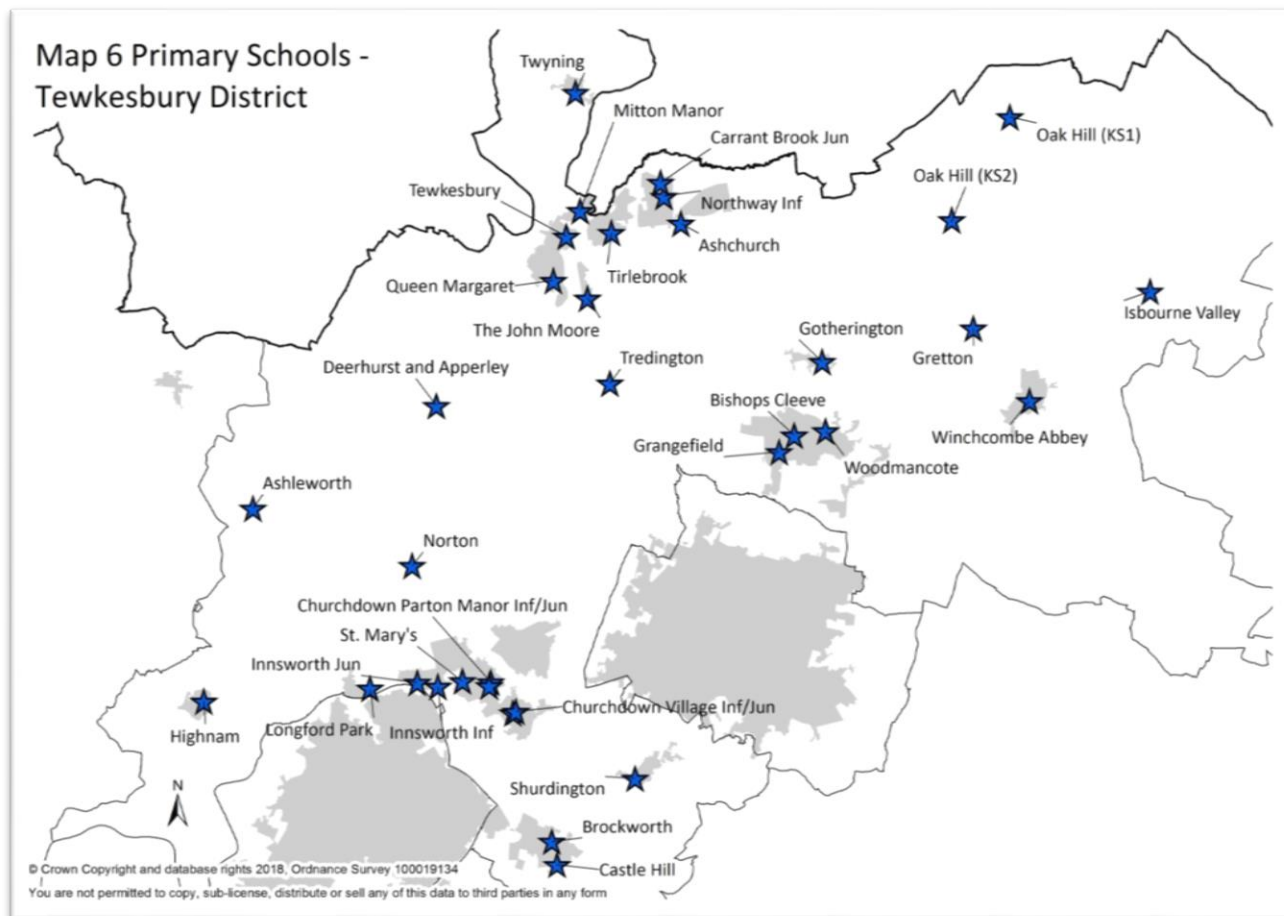 Map 6 Primary Schools -
Tewkesbury District
Twyning
Mitton Manor
Carrant Brook Jun
Oak Hill (KS1)
Oak Hill (KS2)
Tewkesbury
Northway Inf
Ashchurch
Tirlebrook
Queen Margaret
The John Moore
Isbourne Valley
Gotherington
Gretton
Tredington
Deerhurst and Apperley
Bishops Cleeve
Winchcombe Abbey
Grangefield
Woodmancote
Ashleworth
Norton
Churchdown Parton Manor Inf/Jun
St. Mary's
Innsworth Jun
Churchdown Village Inf/Jun
Highnam
Longford Park
Innsworth Inf
N
Shurdington
Brockworth
Castle Hill
© Crown Copyright and database rights 2018, Ordnance Survey 100019134
You are not permitted to copy, sub-license, distribute or sell any of this data to third parties in any form